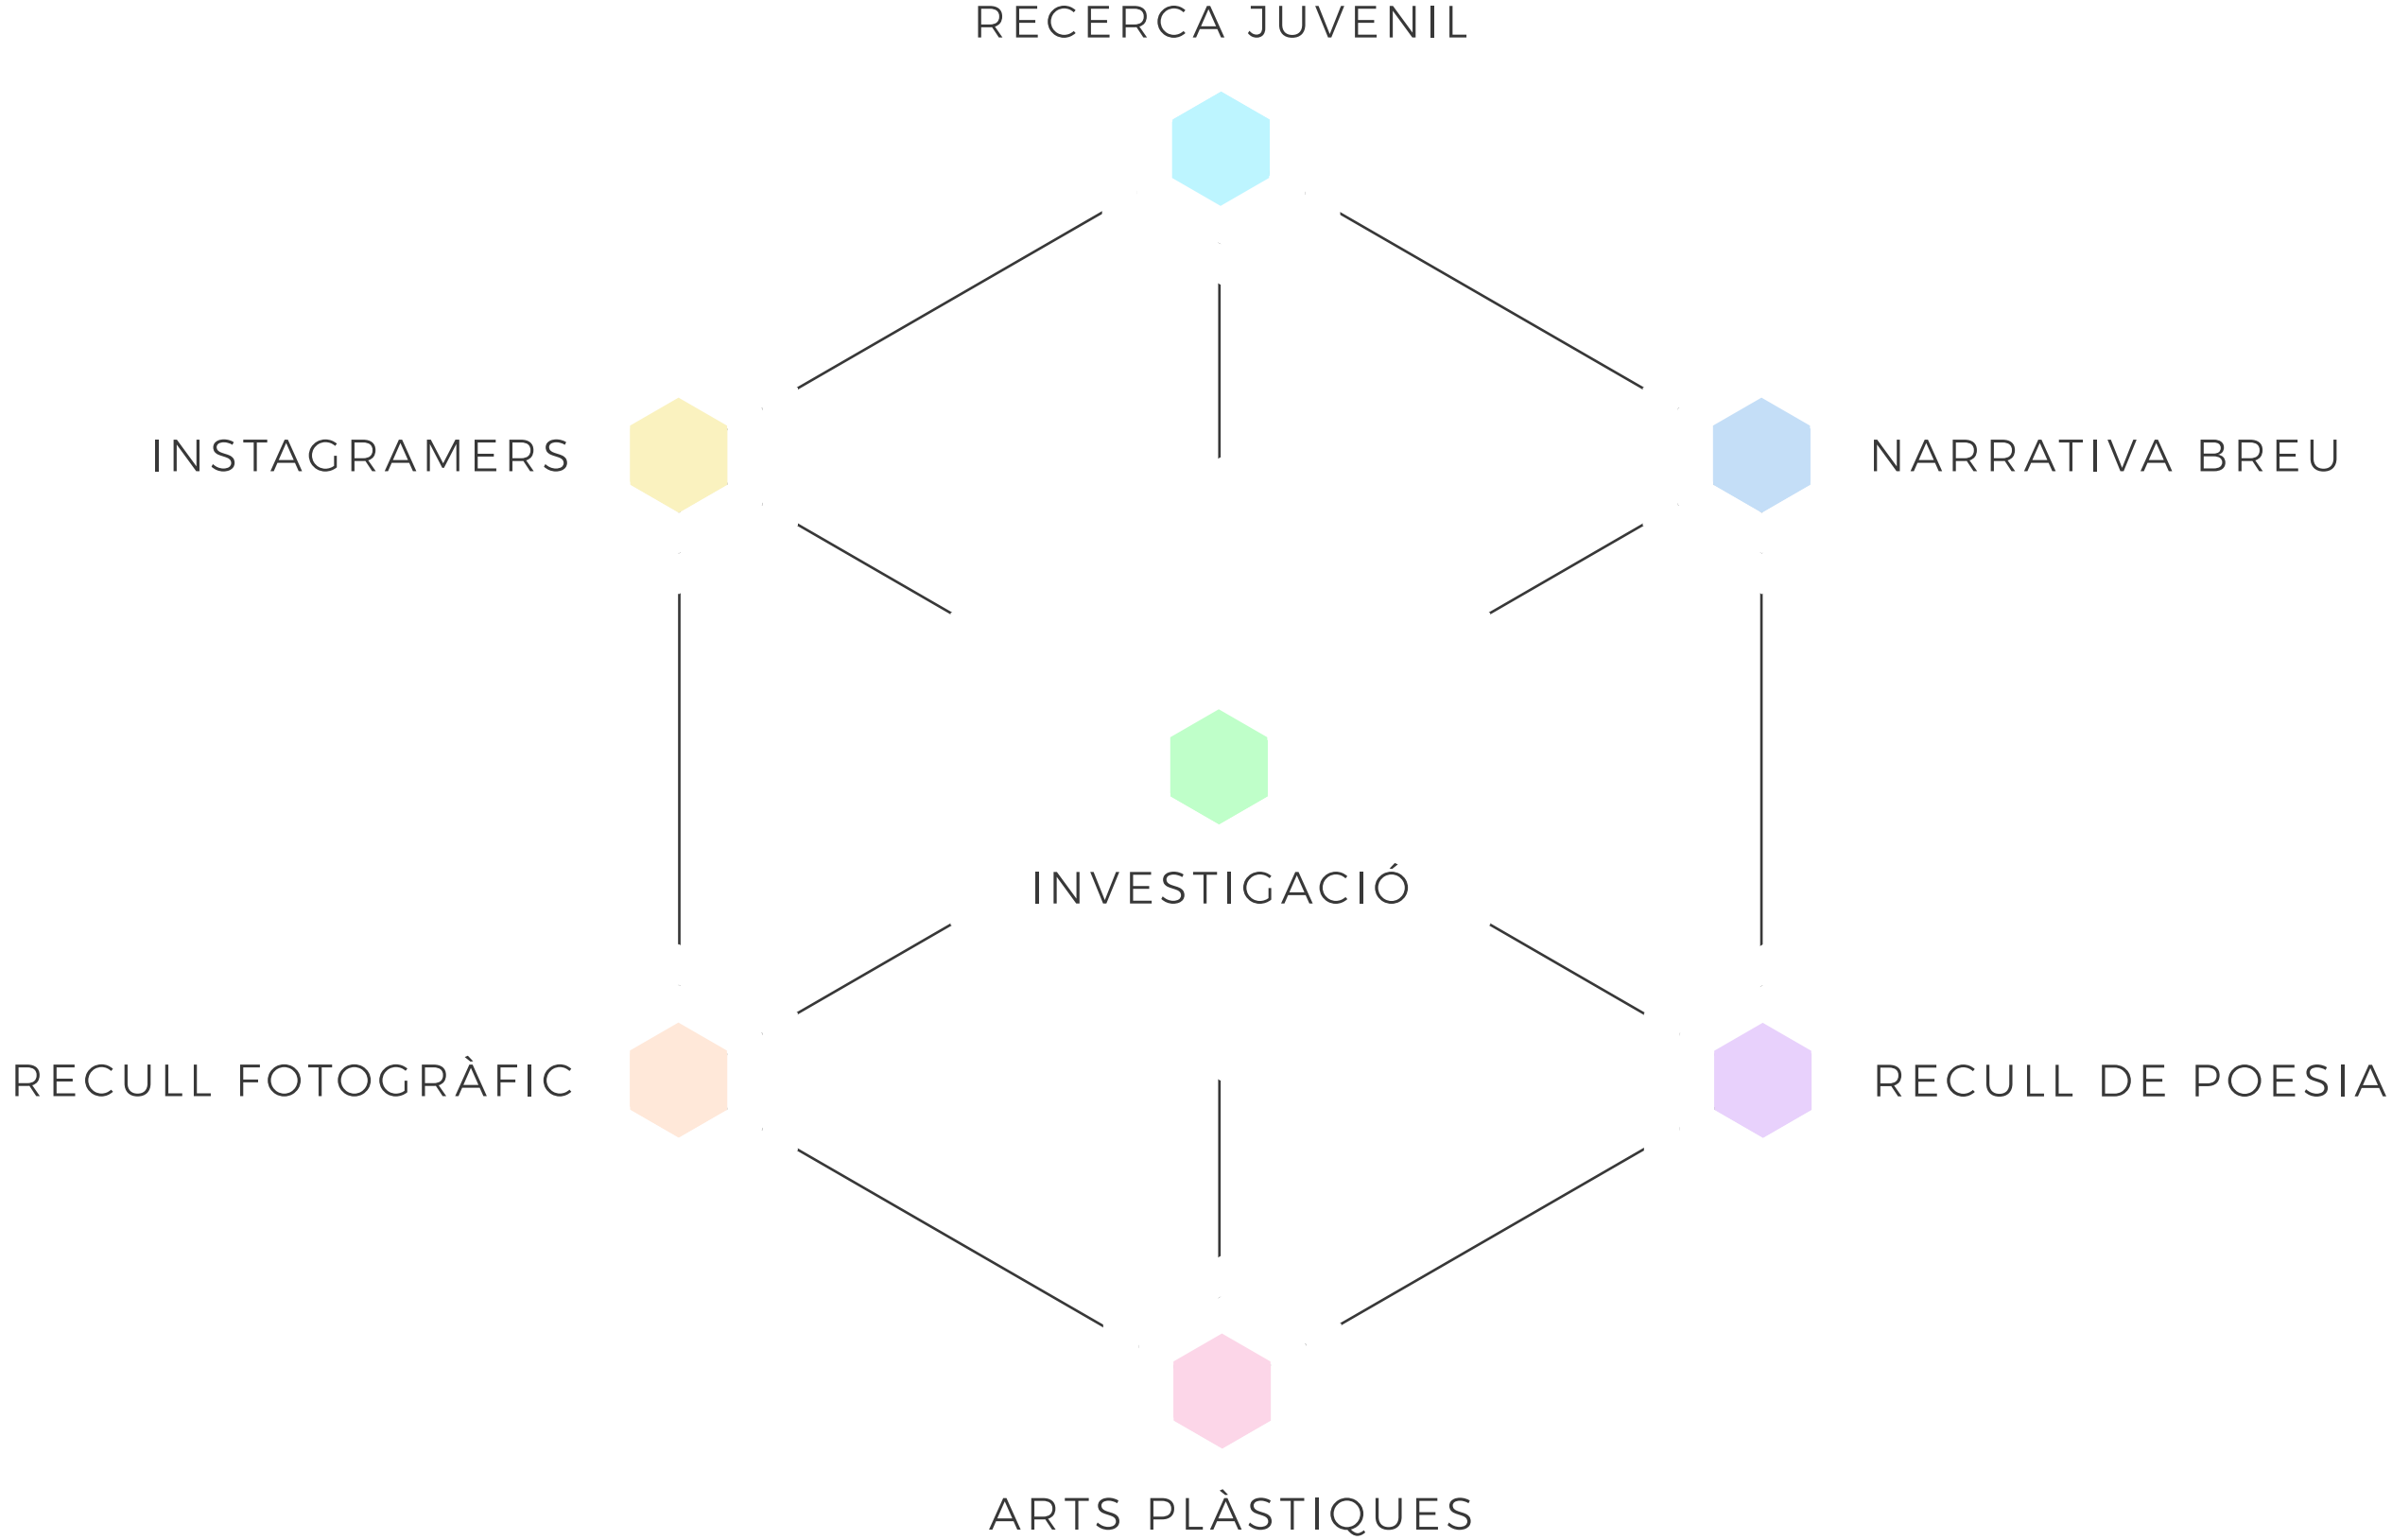 RECERCA JUVENIL
INSTAGRAMERS
NARRATIVA BREU
INVESTIGACIÓ
RECULL FOTOGRÀFIC
RECULL DE POESIA
ARTS PLÀSTIQUES